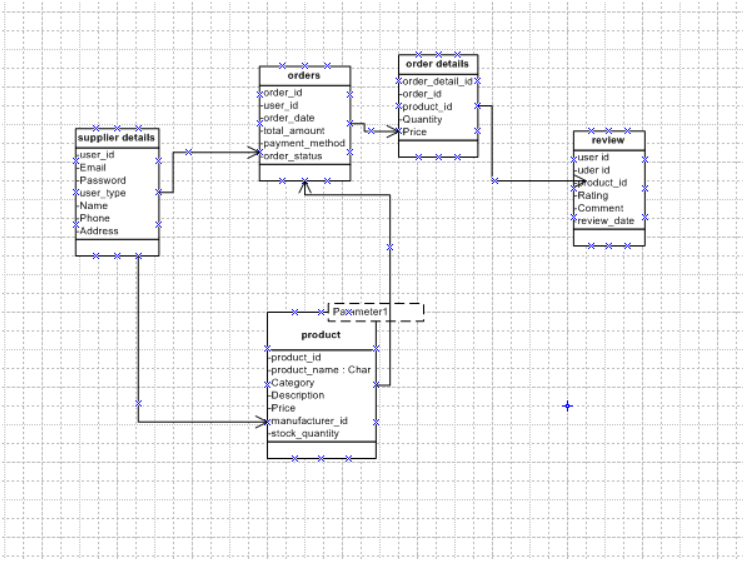 supplier details
-user_id
-Email
-Password
-user_type
-Name
-Phone
-Address
orders
-order_id
-user_id
-order_date
-total_amount
-payment_method
-order_status
order details
-order_detail_id
-order_id
-product_id
-Quantity
-Price
review
-user id
-uder id
-product_id
-Rating
-Comment
-review_date
Parameter1
product
-product_id
-product_name : Char
-Category
-Description
-Price
-manufacturer_id
-stock_quantity